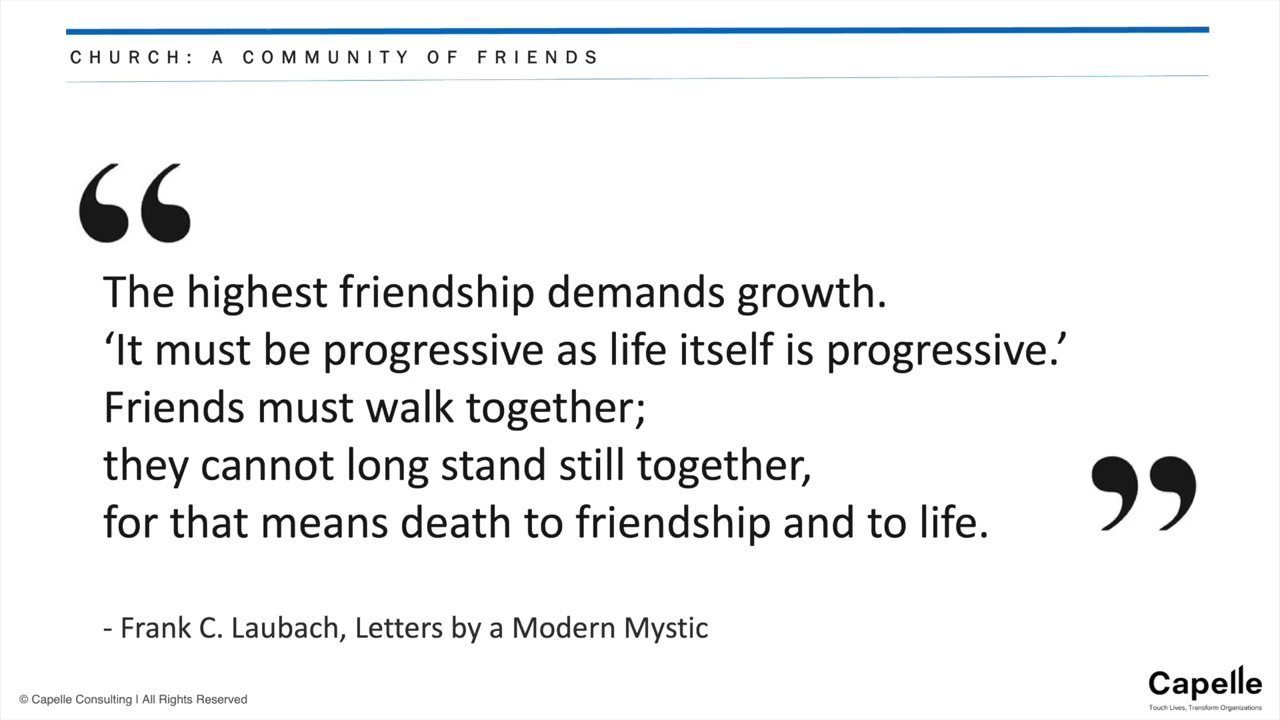 CHURCH: A COMMUNITY OF FRIENDS
“
The highest friendship demands growth.
‘It must be progressive as life itself is progressive.’
Friends must walk together;
they cannot long stand still together,
for that means death to friendship and to life.
”
- Frank C. Laubach, Letters by a Modern Mystic
© Capelle Consulting | All Rights Reserved
Capelle
Touch Lives, Transform Organizations